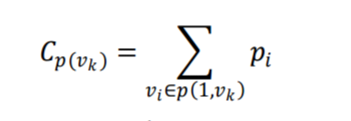 C_{p(v_k)} = \sum_{v_i \in p(1,v_k)} p_i